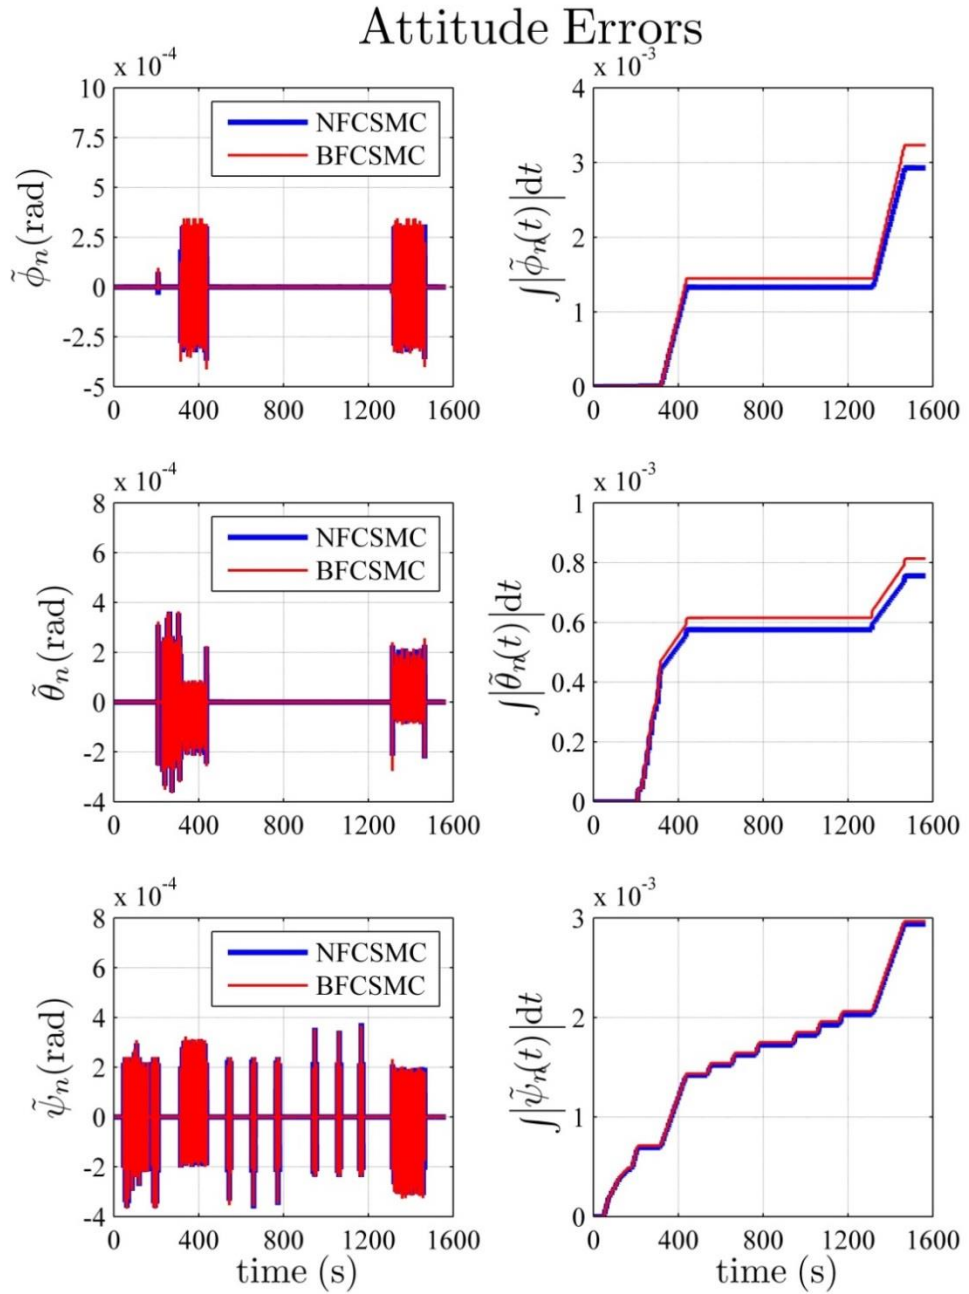 Attitude Errors
x 10⁻⁴
10
7.5
5
2.5
0
-2.5
-5
ϕ̃ₙ(rad)
NFCSMC
BFCSMC
0 400 800 1200 1600
x 10⁻³
4
3
2
1
0
∫|ϕ̃ₙ(t)|dt
0 400 800 1200 1600
x 10⁻⁴
8
6
4
2
0
-2
-4
θ̃ₙ(rad)
NFCSMC
BFCSMC
0 400 800 1200 1600
x 10⁻³
1
0.8
0.6
0.4
0.2
0
∫|θ̃ₙ(t)|dt
0 400 800 1200 1600
x 10⁻⁴
8
6
4
2
0
-2
-4
ψ̃ₙ(rad)
NFCSMC
BFCSMC
0 400 800 1200 1600
time (s)
x 10⁻³
3
2
1
0
∫|ψ̃ₙ(t)|dt
0 400 800 1200 1600
time (s)